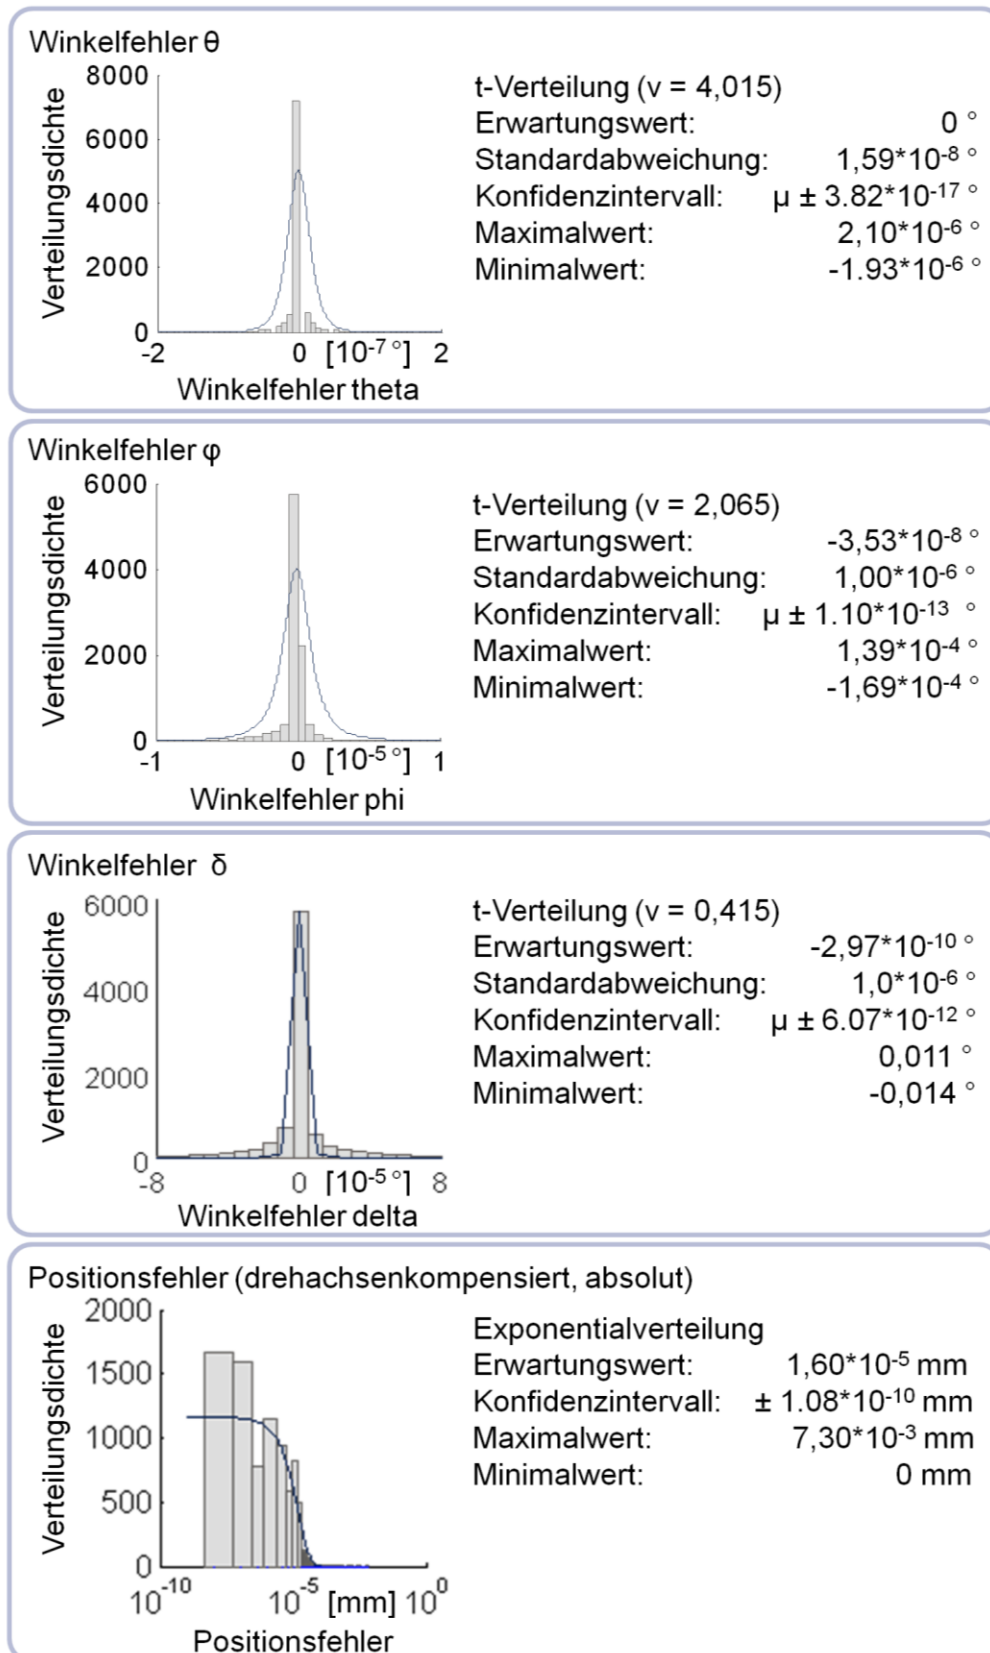 Winkelfehler θ
Verteilungsdichte
8000
6000
4000
2000
0
-2 0 [10-7 °] 2
Winkelfehler theta
t-Verteilung (v = 4,015)
Erwartungswert: 0 °
Standardabweichung: 1,59*10-8 °
Konfidenzintervall: μ ± 3.82*10-17 °
Maximalwert: 2,10*10-6 °
Minimalwert: -1.93*10-6 °
Winkelfehler φ
Verteilungsdichte
6000
4000
2000
0
-1 0 [10-5 °] 1
Winkelfehler phi
t-Verteilung (v = 2,065)
Erwartungswert: -3,53*10-8 °
Standardabweichung: 1,00*10-6 °
Konfidenzintervall: μ ± 1.10*10-13 °
Maximalwert: 1,39*10-4 °
Minimalwert: -1,69*10-4 °
Winkelfehler δ
Verteilungsdichte
6000
4000
2000
0
-8 0 [10-5 °] 8
Winkelfehler delta
t-Verteilung (v = 0,415)
Erwartungswert: -2,97*10-10 °
Standardabweichung: 1,0*10-6 °
Konfidenzintervall: μ ± 6.07*10-12 °
Maximalwert: 0,011 °
Minimalwert: -0,014 °
Positionsfehler (drehachsenkompensiert, absolut)
Verteilungsdichte
2000
1500
1000
500
0
10-10 10-5 [mm] 100
Positionsfehler
Exponentialverteilung
Erwartungswert: 1,60*10-5 mm
Konfidenzintervall: ± 1.08*10-10 mm
Maximalwert: 7,30*10-3 mm
Minimalwert: 0 mm